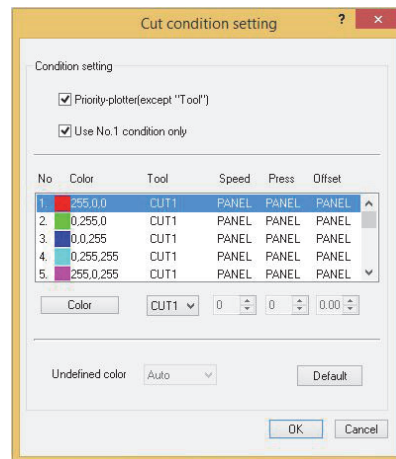 Cut condition setting ? ×
Condition setting
Priority-plotter(except "Tool")
Use No.1 condition only
No Color Tool Speed Press Offset
1. 255,0,0 CUT1 PANEL PANEL PANEL
2. 0,255,0 CUT1 PANEL PANEL PANEL
3. 0,0,255 CUT1 PANEL PANEL PANEL
4. 0,255,255 CUT1 PANEL PANEL PANEL
5. 255,0,255 CUT1 PANEL PANEL PANEL
Color CUT1 0 0 0.00
Undefined color Auto Default
OK Cancel